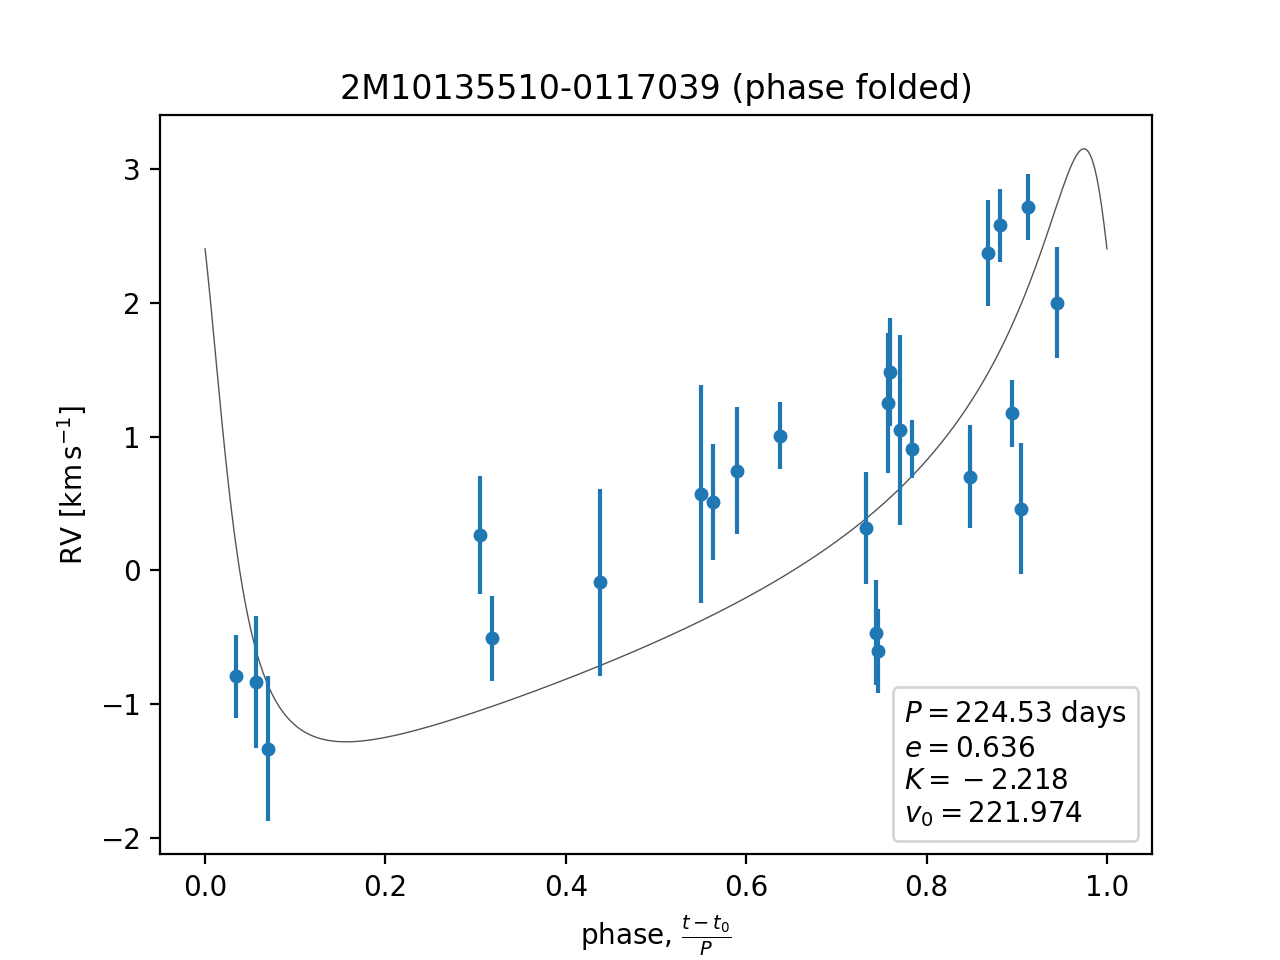 2M10135510-0117039 (phase folded)
3
2
1
0
−1
−2
RV [km s⁻¹]
P = 224.53 days
e = 0.636
K = −2.218
v₀ = 221.974
0.0 0.2 0.4 0.6 0.8 1.0
phase, (t − t₀)/P